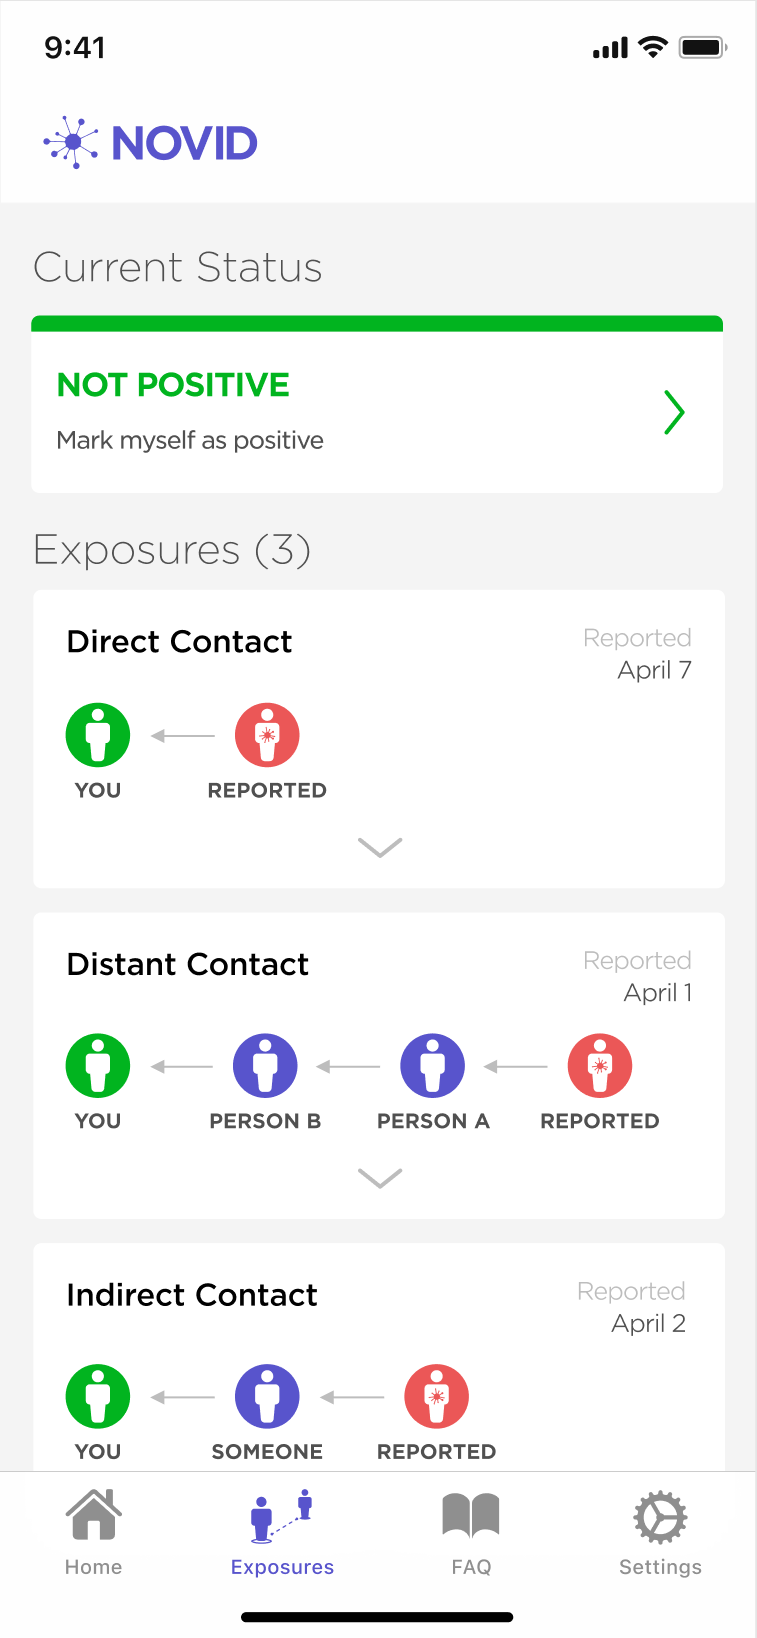 9:41
NOVID
Current Status
NOT POSITIVE
Mark myself as positive
Exposures (3)
Direct Contact
Reported
April 7
YOU
REPORTED
Distant Contact
Reported
April 1
YOU
PERSON B
PERSON A
REPORTED
Indirect Contact
Reported
April 2
YOU
SOMEONE
REPORTED
Home
Exposures
FAQ
Settings